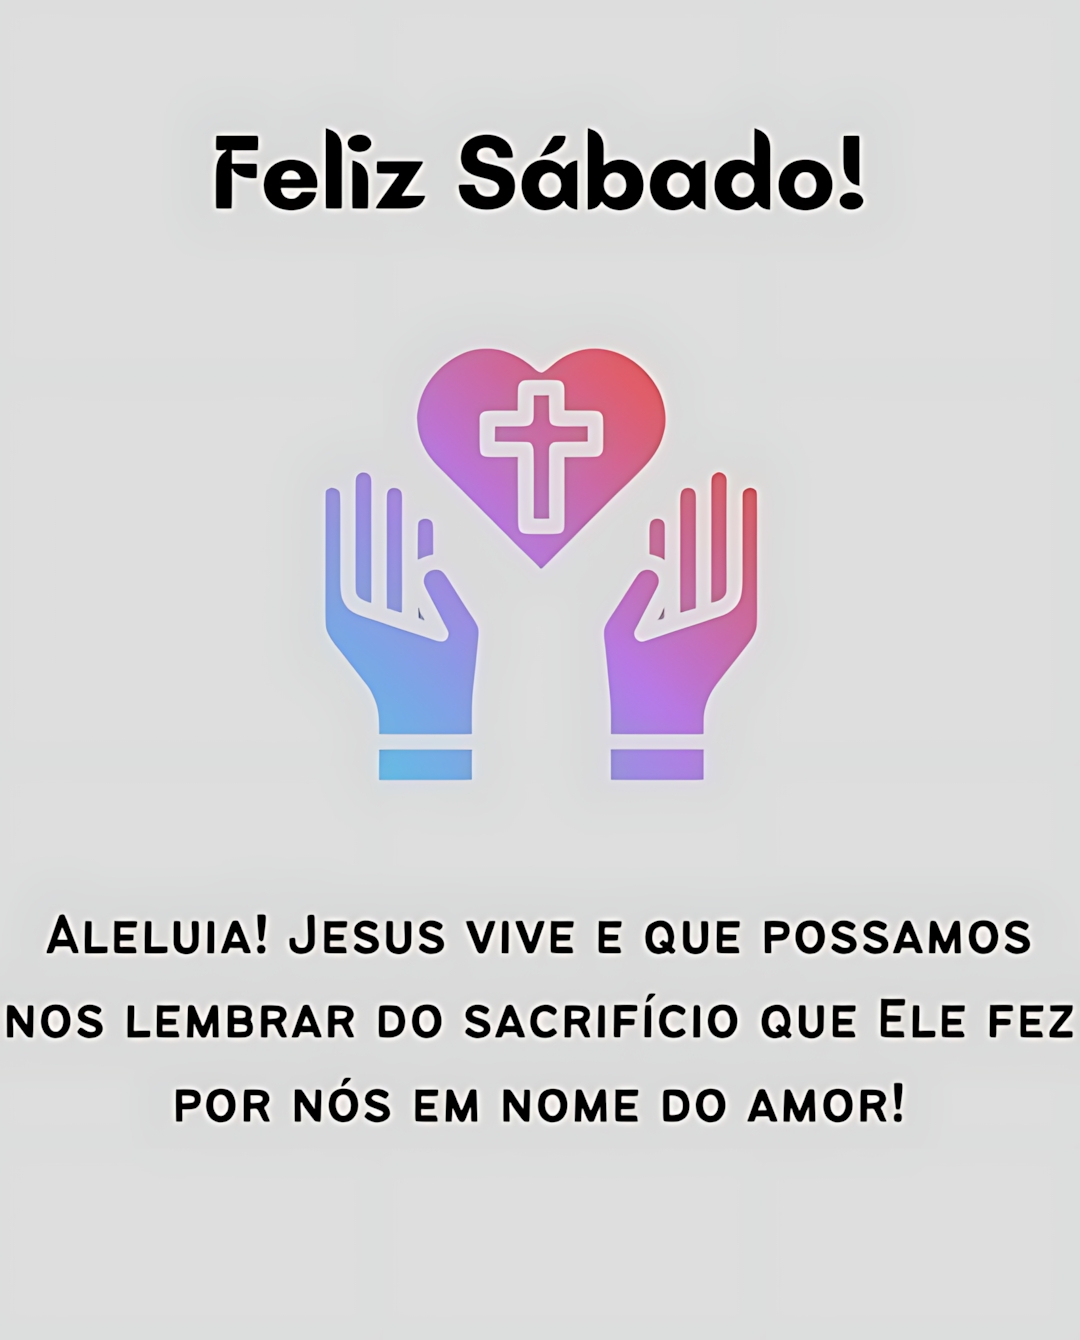 Feliz Sábado!
Aleluia! Jesus vive e que possamos
nos lembrar do sacrifício que Ele fez
por nós em nome do amor!